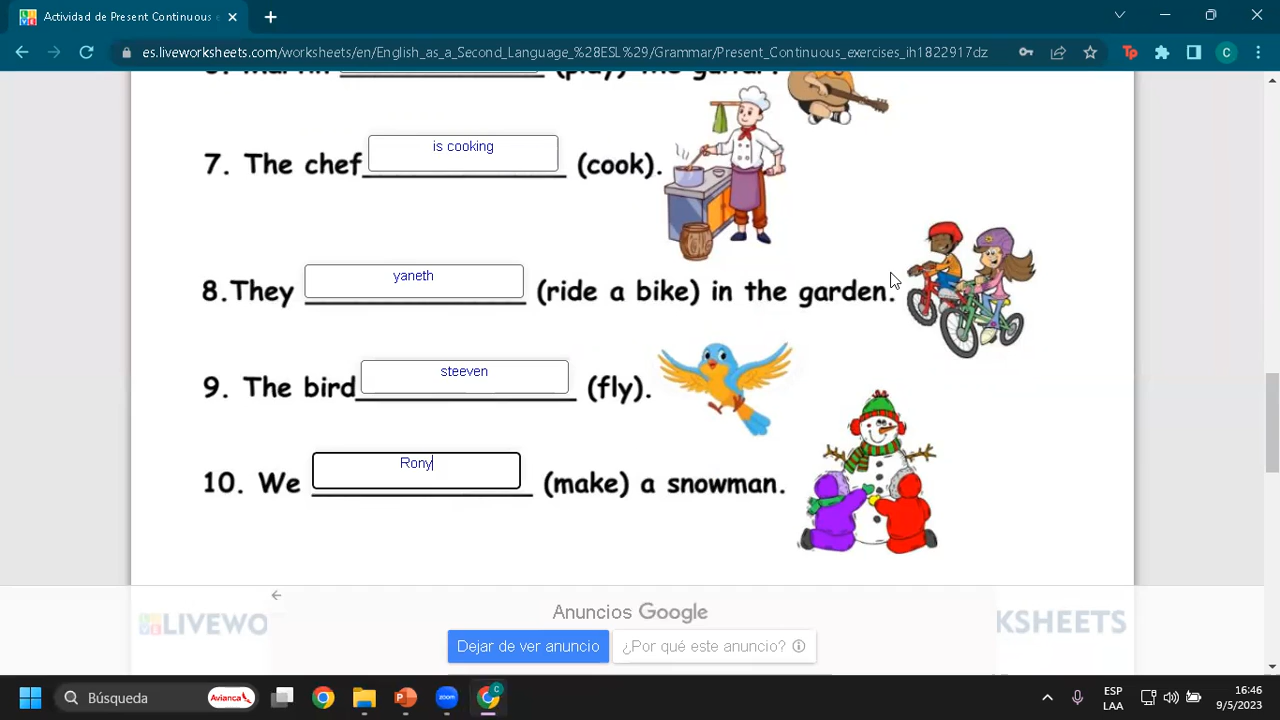 Actividad de Present Continuous e
es.liveworksheets.com/worksheets/en/English_as_a_Second_Language_%28ESL%29/Grammar/Present_Continuous_exercises_ih1822917dz
7. The chef is cooking (cook).
8.They yaneth (ride a bike) in the garden.
9. The bird steeven (fly).
10. We Rony (make) a snowman.
Anuncios Google
LIVEWO KSHEETS
Dejar de ver anuncio ¿Por qué este anuncio?
Búsqueda Avianca zoom C ESP 16:46
LAA 9/5/2023